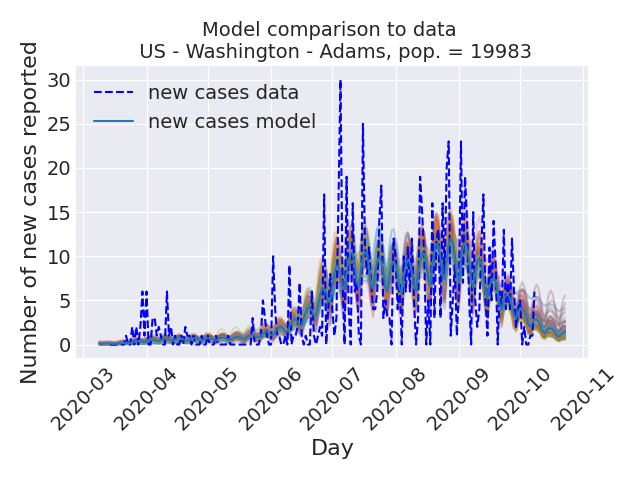 Model comparison to data
US - Washington - Adams, pop. = 19983
Number of new cases reported
30
25
20
15
10
5
0
new cases data
new cases model
2020-03
2020-04
2020-05
2020-06
2020-07
2020-08
2020-09
2020-10
2020-11
Day